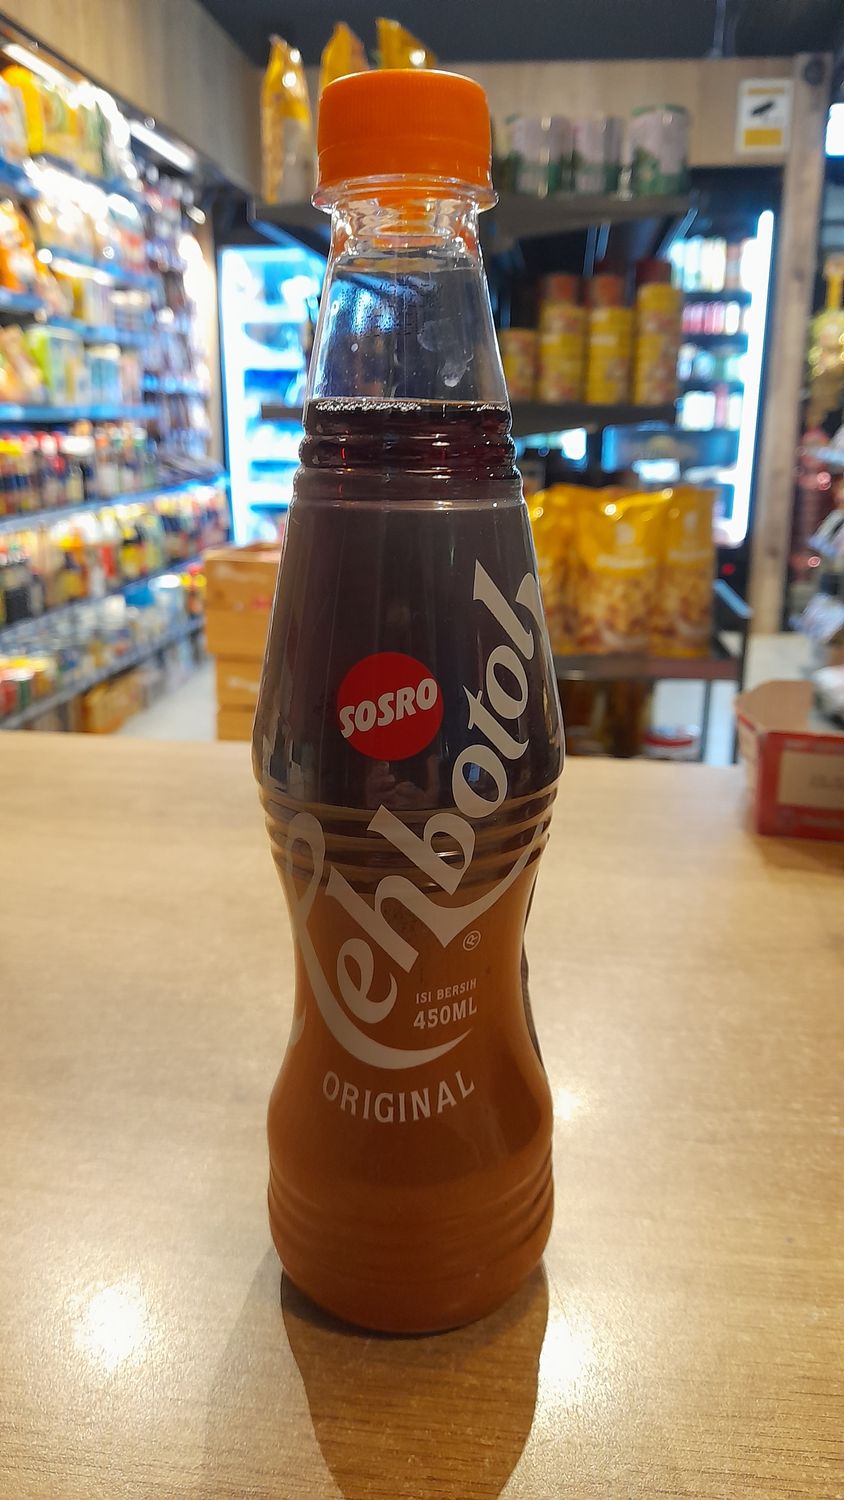 SOSRO
Tehbotol
®
ISI BERSIH
450ML
ORIGINAL